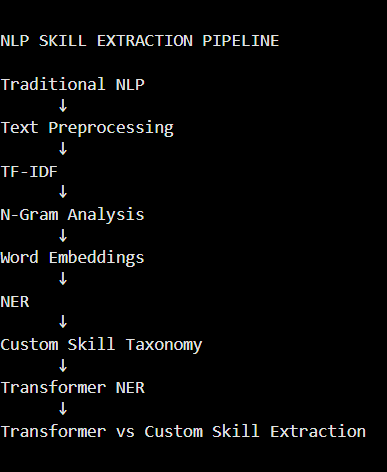 NLP SKILL EXTRACTION PIPELINE
Traditional NLP
↓
Text Preprocessing
↓
TF-IDF
↓
N-Gram Analysis
↓
Word Embeddings
↓
NER
↓
Custom Skill Taxonomy
↓
Transformer NER
↓
Transformer vs Custom Skill Extraction